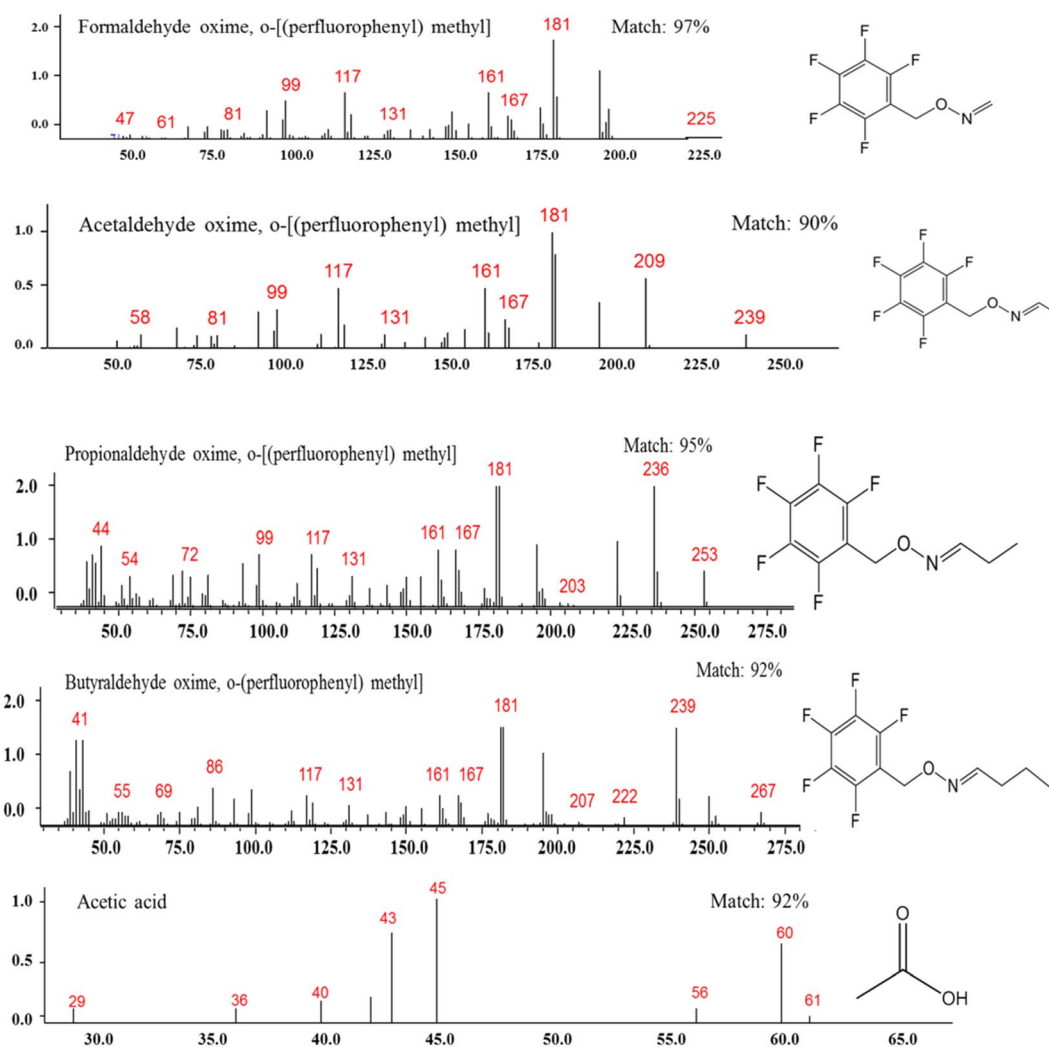 Formaldehyde oxime, o-[(perfluorophenyl) methyl] Match: 97%
2.0
1.0
0.0
47 61 81 99 117 131 161 167 181 225
50.0 75.0 100.0 125.0 150.0 175.0 200.0 225.0
F F F F F O N
Acetaldehyde oxime, o-[(perfluorophenyl) methyl] Match: 90%
1.0
0.5
0.0
58 81 99 117 131 161 167 181 209 239
50.0 75.0 100.0 125.0 150.0 175.0 200.0 225.0 250.0
F F F F F O N
Propionaldehyde oxime, o-[(perfluorophenyl) methyl] Match: 95%
2.0
1.0
0.0
44 54 72 99 117 131 161 167 181 203 236 253
50.0 75.0 100.0 125.0 150.0 175.0 200.0 225.0 250.0 275.0
F F F F F O N
Butyraldehyde oxime, o-(perfluorophenyl) methyl] Match: 92%
2.0
1.0
0.0
41 55 69 86 117 131 161 167 181 207 222 239 267
50.0 75.0 100.0 125.0 150.0 175.0 200.0 225.0 250.0 275.0
F F F F F O N
Acetic acid Match: 92%
1.0
0.5
0.0
29 36 40 43 45 56 60 61
30.0 35.0 40.0 45.0 50.0 55.0 60.0 65.0
O OH